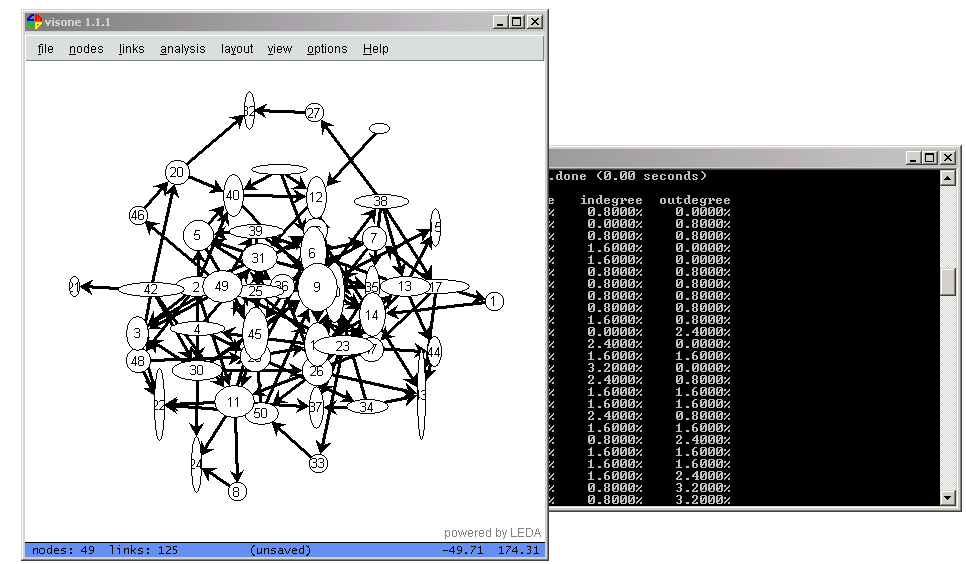 visone 1.1.1
file nodes links analysis layout view options Help
27
20
40
12
38
46
5
39
7
15
6
31
21
42
2
49
25
36
9
35
13
17
1
14
3
4
45
23
44
48
30
26
11
22
50
37
34
33
24
8
powered by LEDA
nodes: 49 links: 125 (unsaved) -49.71 174.31
.done (0.00 seconds)
e indegree outdegree
% 0.8000% 0.0000%
% 0.0000% 0.8000%
% 0.8000% 0.8000%
% 1.6000% 0.0000%
% 1.6000% 0.0000%
% 0.8000% 0.8000%
% 0.8000% 0.8000%
% 0.8000% 0.8000%
% 0.8000% 0.8000%
% 1.6000% 0.8000%
% 0.0000% 2.4000%
% 2.4000% 0.0000%
% 1.6000% 1.6000%
% 3.2000% 0.0000%
% 2.4000% 0.8000%
% 1.6000% 1.6000%
% 1.6000% 1.6000%
% 2.4000% 0.8000%
% 1.6000% 1.6000%
% 0.8000% 2.4000%
% 1.6000% 1.6000%
% 1.6000% 1.6000%
% 1.6000% 2.4000%
% 0.8000% 3.2000%
% 0.8000% 3.2000%